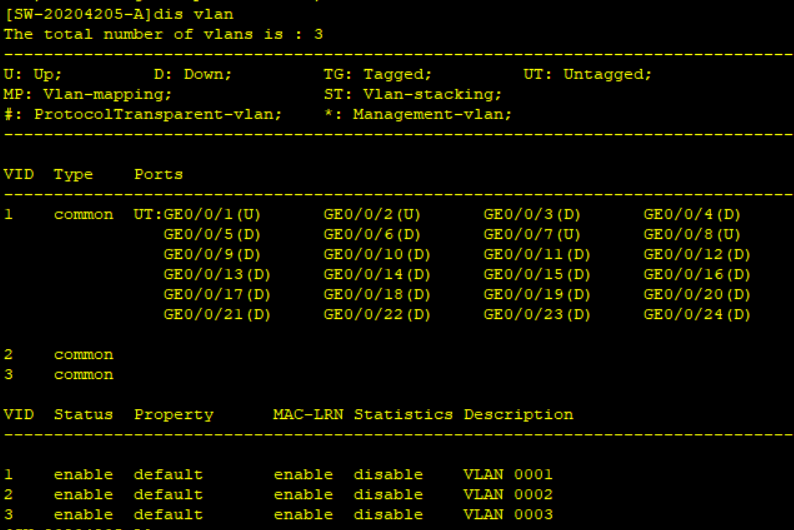 [SW-20204205-A]dis vlan
The total number of vlans is : 3
--------------------------------------------------------------------------------
U: Up;         D: Down;         TG: Tagged;         UT: Untagged;
MP: Vlan-mapping;               ST: Vlan-stacking;
#: ProtocolTransparent-vlan;    *: Management-vlan;
--------------------------------------------------------------------------------
VID  Type    Ports
--------------------------------------------------------------------------------
1    common  UT:GE0/0/1(U)      GE0/0/2(U)      GE0/0/3(D)      GE0/0/4(D)
GE0/0/5(D)      GE0/0/6(D)      GE0/0/7(U)      GE0/0/8(U)
GE0/0/9(D)      GE0/0/10(D)     GE0/0/11(D)     GE0/0/12(D)
GE0/0/13(D)     GE0/0/14(D)     GE0/0/15(D)     GE0/0/16(D)
GE0/0/17(D)     GE0/0/18(D)     GE0/0/19(D)     GE0/0/20(D)
GE0/0/21(D)     GE0/0/22(D)     GE0/0/23(D)     GE0/0/24(D)
2    common
3    common
VID  Status  Property      MAC-LRN Statistics Description
--------------------------------------------------------------------------------
1    enable  default       enable  disable    VLAN 0001
2    enable  default       enable  disable    VLAN 0002
3    enable  default       enable  disable    VLAN 0003